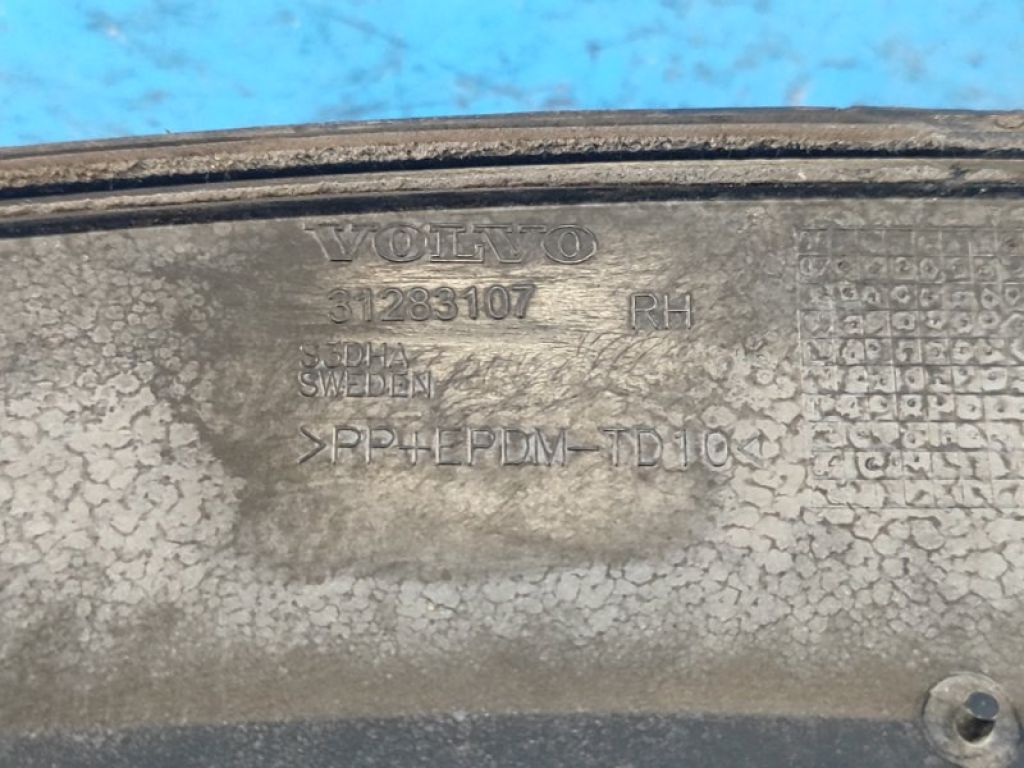 VOLVO
31283107 RH
S3DHA
SWEDEN
>PP+EPDM-TD10<